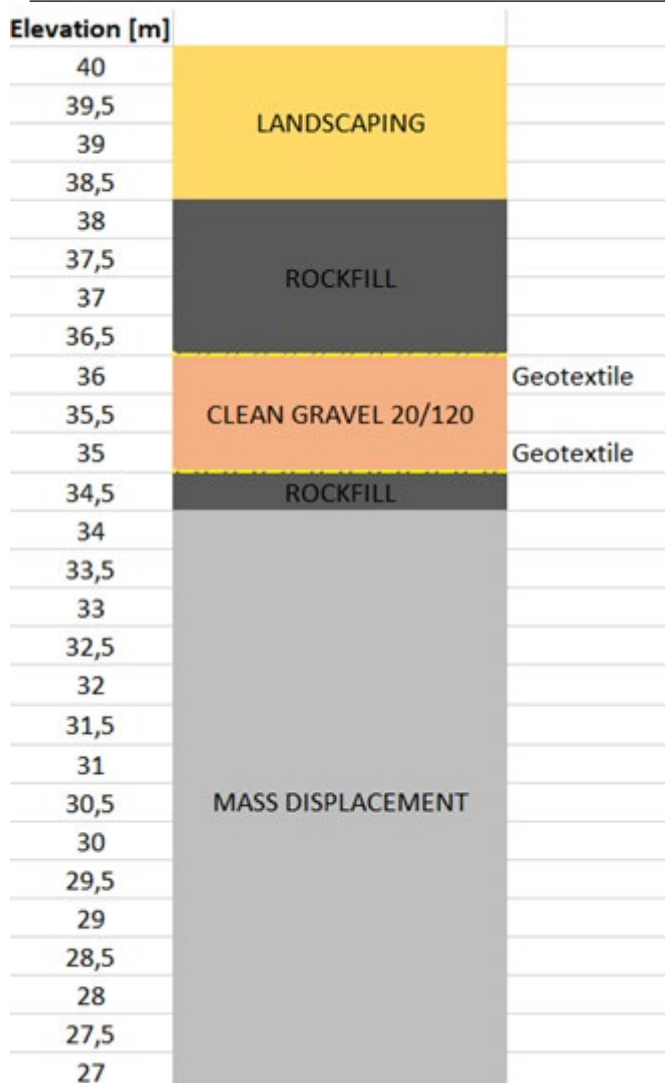 Elevation [m]
40
39,5
LANDSCAPING
39
38,5
38
37,5
ROCKFILL
37
36,5
36 Geotextile
35,5 CLEAN GRAVEL 20/120
35 Geotextile
34,5 ROCKFILL
34
33,5
33
32,5
32
31,5
31
30,5 MASS DISPLACEMENT
30
29,5
29
28,5
28
27,5
27